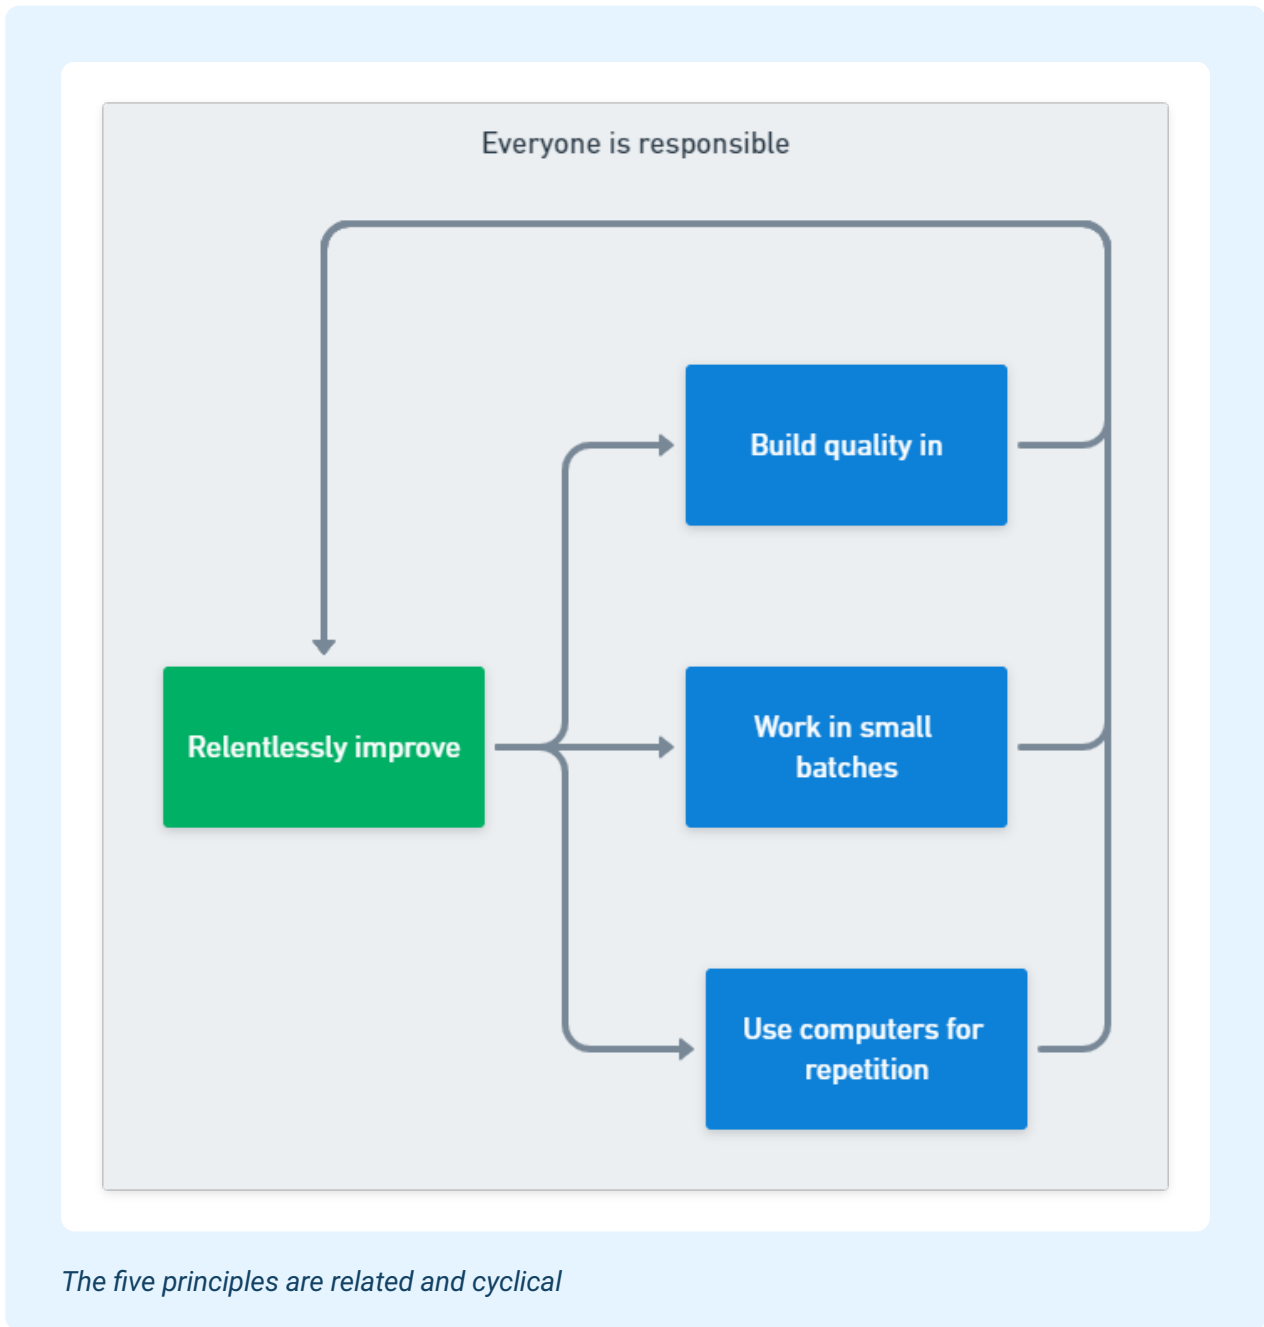 Everyone is responsible
Build quality in
Relentlessly improve
Work in small
batches
Use computers for
repetition
The five principles are related and cyclical